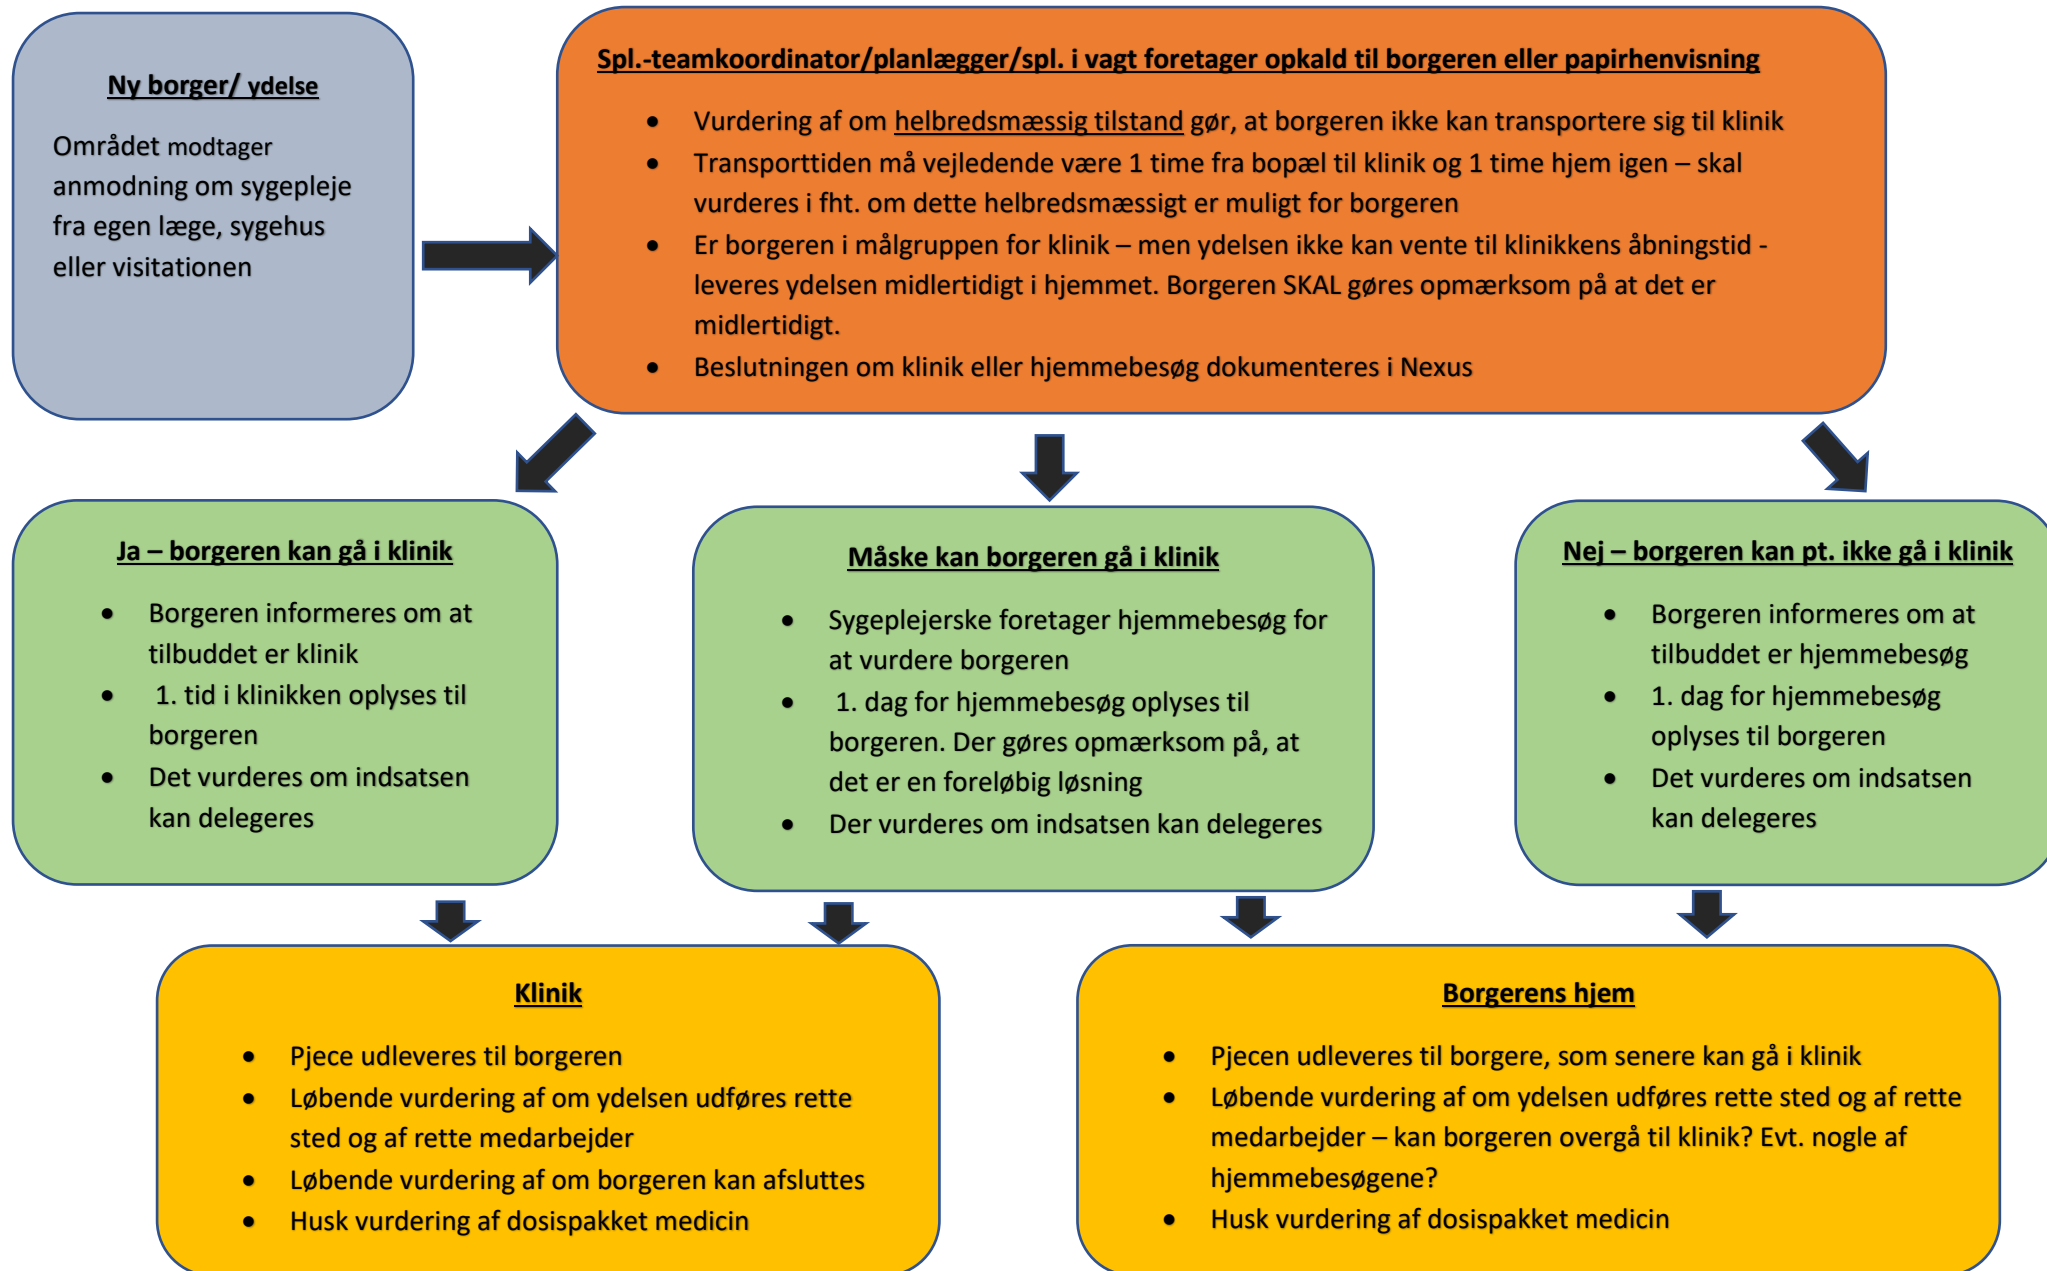 Ny borger/ ydelse
Området modtager
anmodning om sygepleje
fra egen læge, sygehus
eller visitationen
Spl.-teamkoordinator/planlægger/spl. i vagt foretager opkald til borgeren eller papirhenvisning
• Vurdering af om helbredsmæssig tilstand gør, at borgeren ikke kan transportere sig til klinik
• Transporttiden må vejledende være 1 time fra bopæl til klinik og 1 time hjem igen – skal
vurderes i fht. om dette helbredsmæssigt er muligt for borgeren
• Er borgeren i målgruppen for klinik – men ydelsen ikke kan vente til klinikkens åbningstid -
leveres ydelsen midlertidigt i hjemmet. Borgeren SKAL gøres opmærksom på at det er
midlertidigt.
• Beslutningen om klinik eller hjemmebesøg dokumenteres i Nexus
Ja – borgeren kan gå i klinik
• Borgeren informeres om at
tilbuddet er klinik
• 1. tid i klinikken oplyses til
borgeren
• Det vurderes om indsatsen
kan delegeres
Måske kan borgeren gå i klinik
• Sygeplejerske foretager hjemmebesøg for
at vurdere borgeren
• 1. dag for hjemmebesøg oplyses til
borgeren. Der gøres opmærksom på, at
det er en foreløbig løsning
• Der vurderes om indsatsen kan delegeres
Nej – borgeren kan pt. ikke gå i klinik
• Borgeren informeres om at
tilbuddet er hjemmebesøg
• 1. dag for hjemmebesøg
oplyses til borgeren
• Det vurderes om indsatsen
kan delegeres
Klinik
• Pjece udleveres til borgeren
• Løbende vurdering af om ydelsen udføres rette
sted og af rette medarbejder
• Løbende vurdering af om borgeren kan afsluttes
• Husk vurdering af dosispakket medicin
Borgerens hjem
• Pjecen udleveres til borgere, som senere kan gå i klinik
• Løbende vurdering af om ydelsen udføres rette sted og af rette
medarbejder – kan borgeren overgå til klinik? Evt. nogle af
hjemmebesøgene?
• Husk vurdering af dosispakket medicin